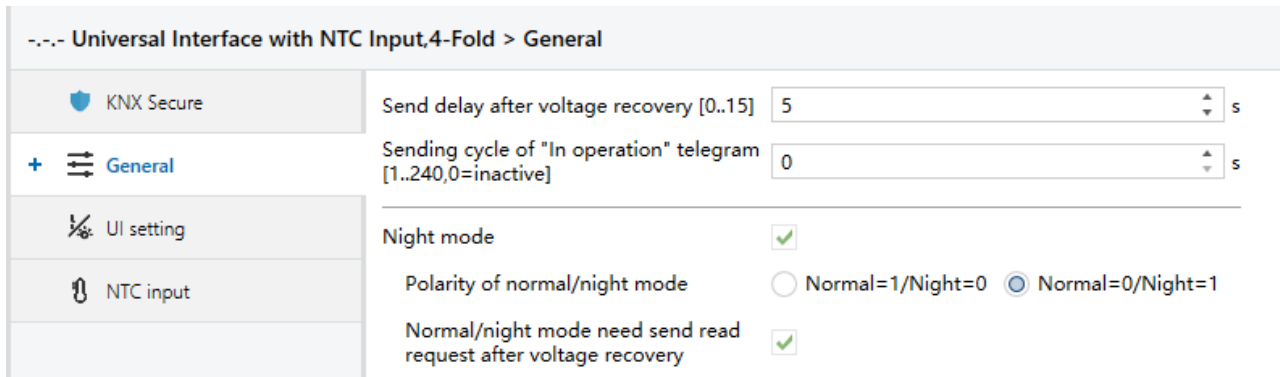 -.-.- Universal Interface with NTC Input,4-Fold > General
KNX Secure
+ General
UI setting
NTC input
Send delay after voltage recovery [0..15] 5 s
Sending cycle of "In operation" telegram
[1..240,0=inactive] 0 s
Night mode
Polarity of normal/night mode Normal=1/Night=0 Normal=0/Night=1
Normal/night mode need send read
request after voltage recovery